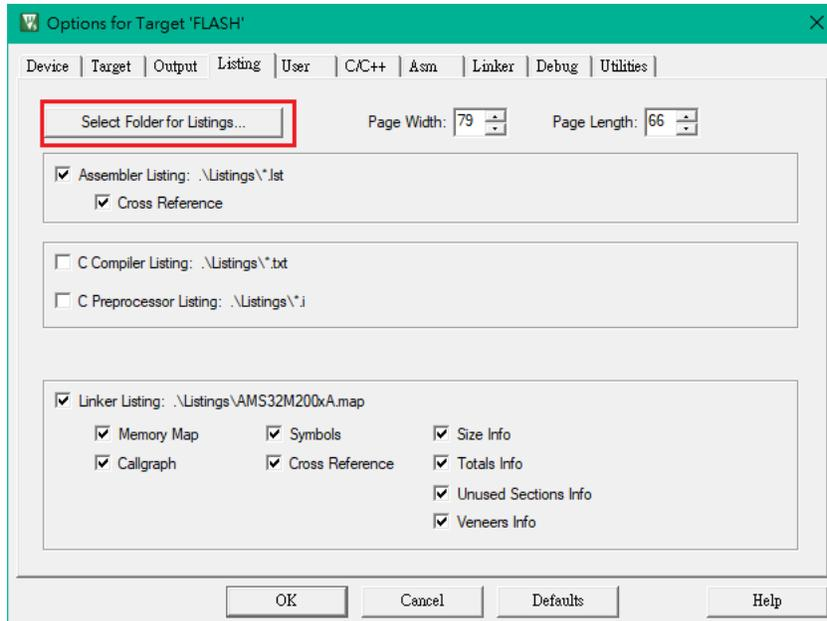 Options for Target 'FLASH'
Device Target Output Listing User C/C++ Asm Linker Debug Utilities
Select Folder for Listings... Page Width: 79 Page Length: 66
Assembler Listing: .\Listings\*.lst
Cross Reference
C Compiler Listing: .\Listings\*.txt
C Preprocessor Listing: .\Listings\*.i
Linker Listing: .\Listings\AMS32M200xA.map
Memory Map Symbols Size Info
Callgraph Cross Reference Totals Info
Unused Sections Info
Veneers Info
OK Cancel Defaults Help